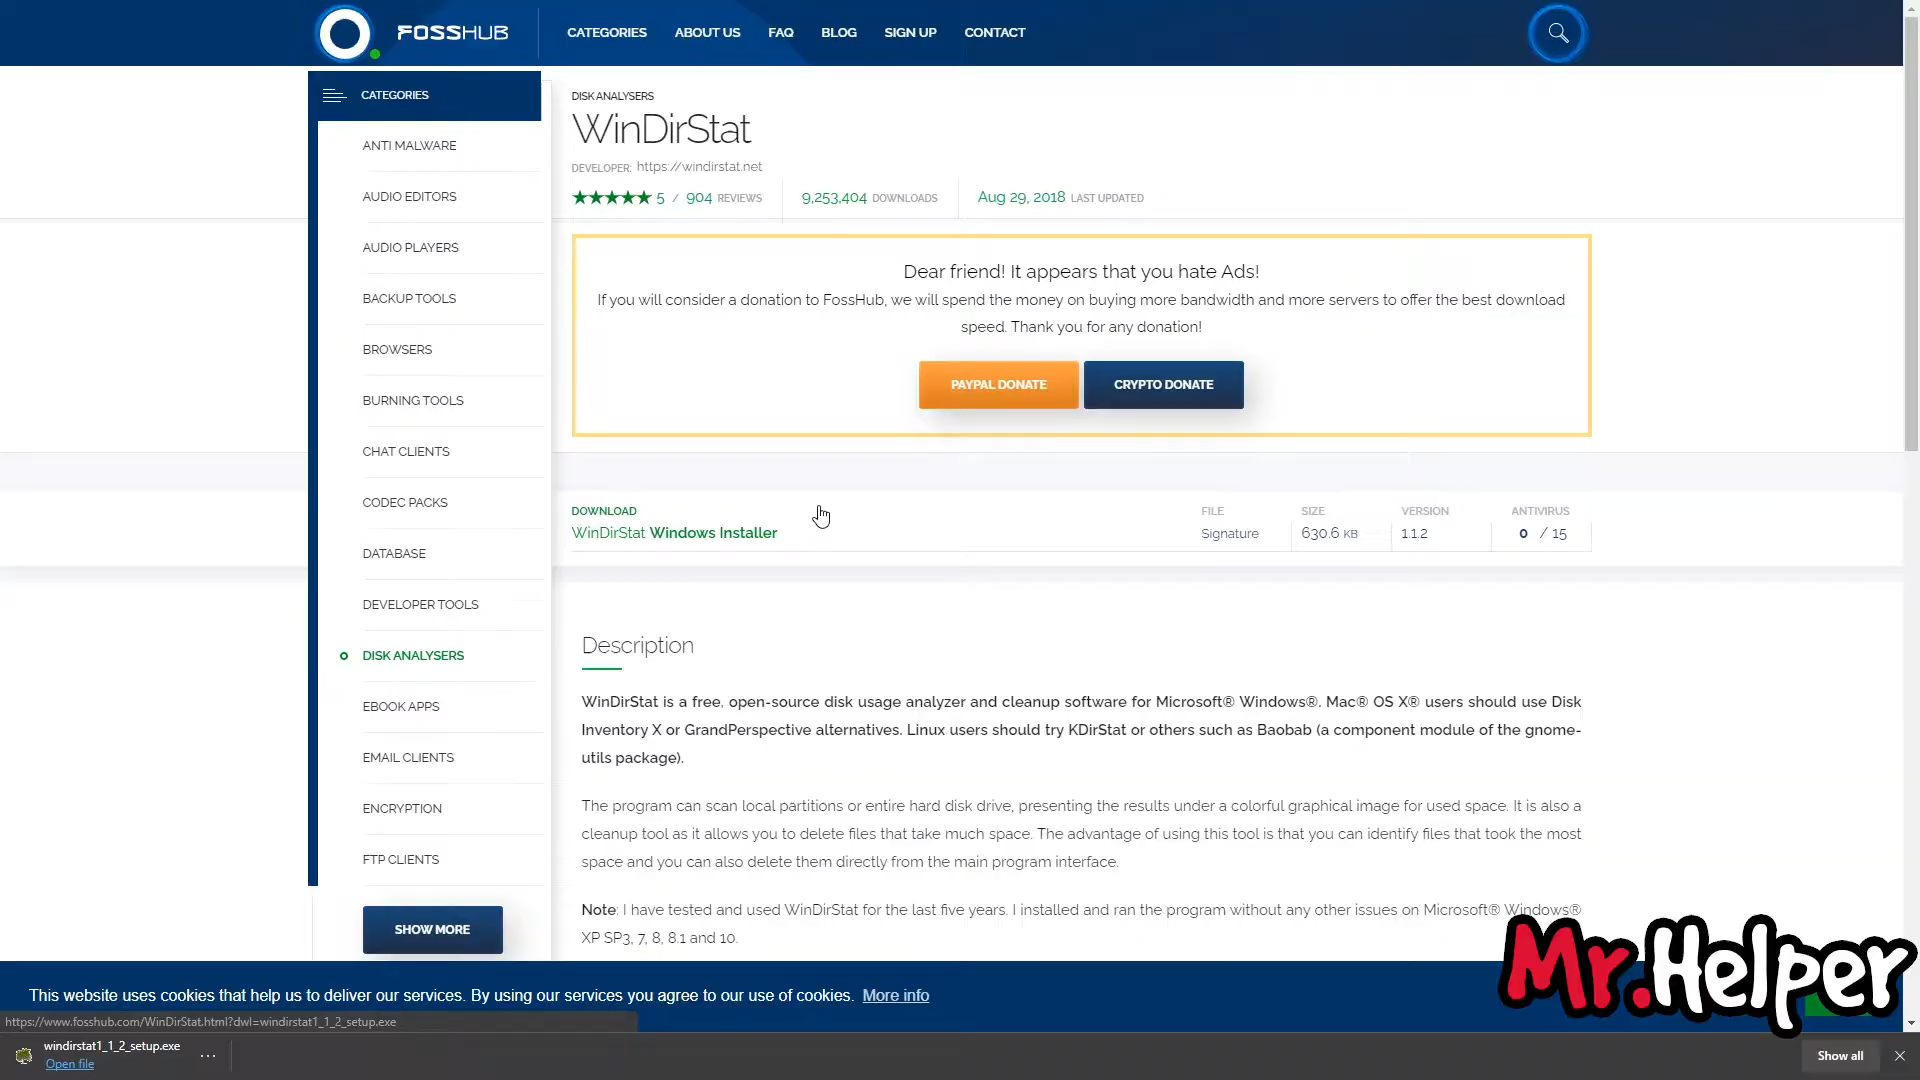 FOSSHUB
CATEGORIES ABOUT US FAQ BLOG SIGN UP CONTACT
CATEGORIES
ANTI MALWARE
AUDIO EDITORS
AUDIO PLAYERS
BACKUP TOOLS
BROWSERS
BURNING TOOLS
CHAT CLIENTS
CODEC PACKS
DATABASE
DEVELOPER TOOLS
DISK ANALYSERS
EBOOK APPS
EMAIL CLIENTS
ENCRYPTION
FTP CLIENTS
SHOW MORE
DISK ANALYSERS
WinDirStat
DEVELOPER: https://windirstat.net
★★★★★ 5 / 904 REVIEWS 9,253,404 DOWNLOADS Aug 29, 2018 LAST UPDATED
Dear friend! It appears that you hate Ads!
If you will consider a donation to FossHub, we will spend the money on buying more bandwidth and more servers to offer the best download
speed. Thank you for any donation!
PAYPAL DONATE CRYPTO DONATE
DOWNLOAD FILE SIZE VERSION ANTIVIRUS
WinDirStat Windows Installer Signature 630.6 KB 1.1.2 0 / 15
Description
WinDirStat is a free, open-source disk usage analyzer and cleanup software for Microsoft® Windows®. Mac® OS X® users should use Disk
Inventory X or GrandPerspective alternatives. Linux users should try KDirStat or others such as Baobab (a component module of the gnome-
utils package).
The program can scan local partitions or entire hard disk drive, presenting the results under a colorful graphical image for used space. It is also a
cleanup tool as it allows you to delete files that take much space. The advantage of using this tool is that you can identify files that took the most
space and you can also delete them directly from the main program interface.
Note: I have tested and used WinDirStat for the last five years. I installed and ran the program without any other issues on Microsoft® Windows®
XP SP3, 7, 8, 8.1 and 10.
Mr.Helper
This website uses cookies that help us to deliver our services. By using our services you agree to our use of cookies. More info
https://www.fosshub.com/WinDirStat.html?dwl=windirstat1_1_2_setup.exe
windirstat1_1_2_setup.exe
Open file
Show all